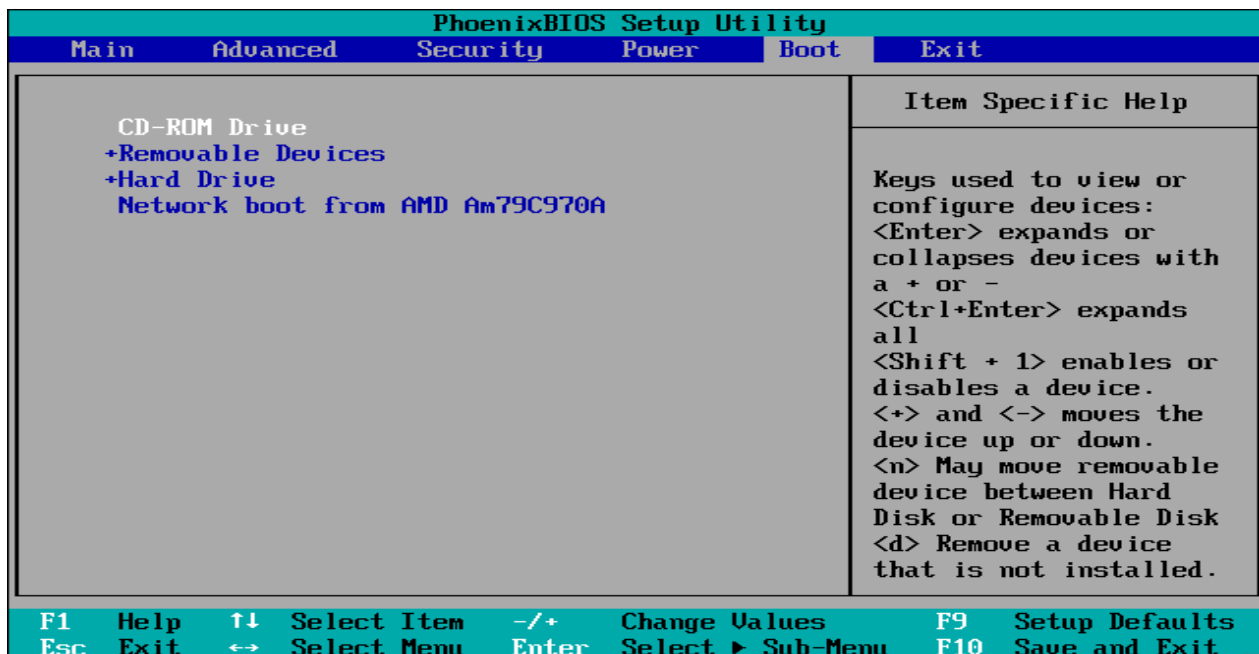 PhoenixBIOS Setup Utility
Main Advanced Security Power Boot Exit
CD-ROM Drive
+Removable Devices
+Hard Drive
Network boot from AMD Am79C970A
Item Specific Help
Keys used to view or
configure devices:
<Enter> expands or
collapses devices with
a + or -
<Ctrl+Enter> expands
all
<Shift + 1> enables or
disables a device.
<+> and <-> moves the
device up or down.
<n> May move removable
device between Hard
Disk or Removable Disk
<d> Remove a device
that is not installed.
F1 Help ↑↓ Select Item -/+ Change Values F9 Setup Defaults
Esc Exit ↔ Select Menu Enter Select ▶ Sub-Menu F10 Save and Exit